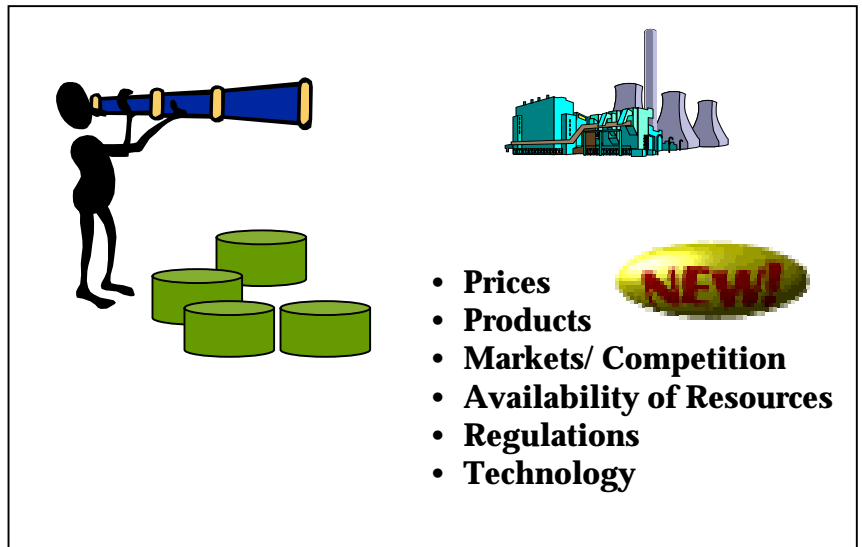 NEW!
• Prices
• Products
• Markets/ Competition
• Availability of Resources
• Regulations
• Technology